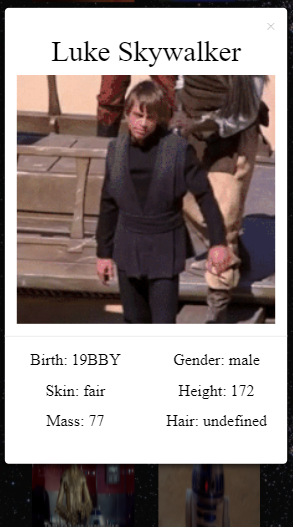 ×
Luke Skywalker
Birth: 19BBY
Gender: male
Skin: fair
Height: 172
Mass: 77
Hair: undefined